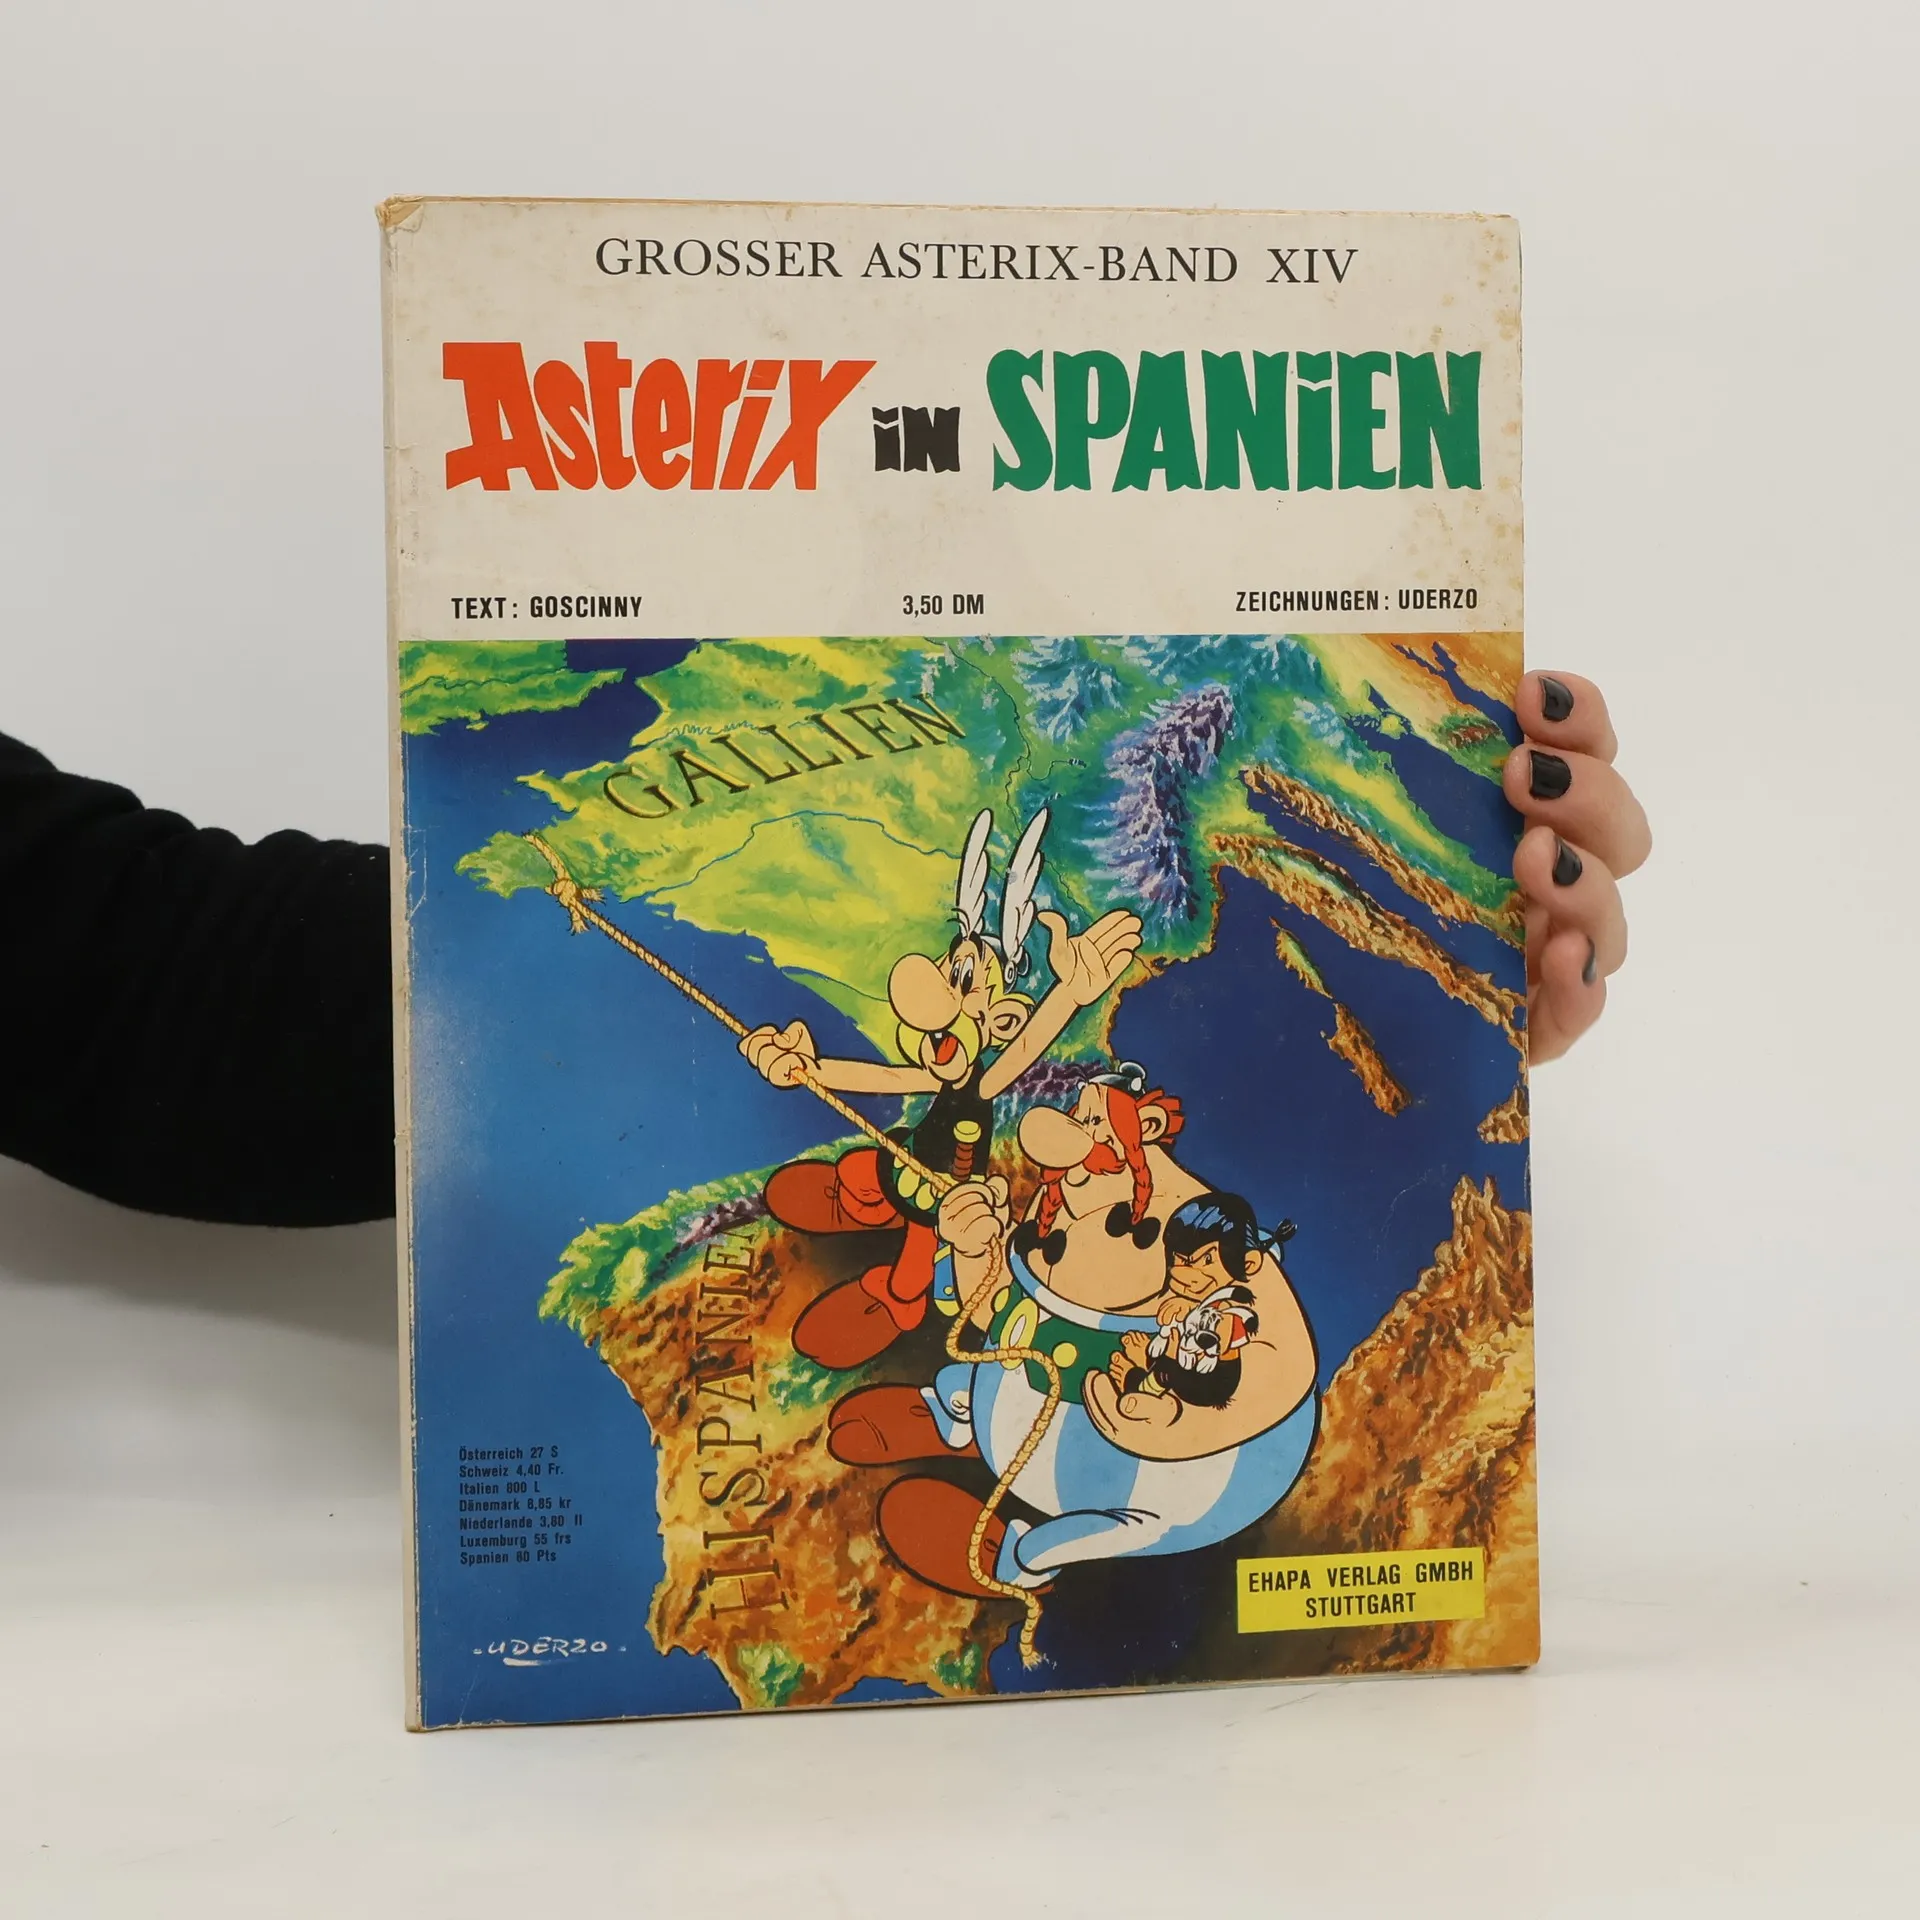 GROSSER ASTERIX-BAND XIV
Asterix in SPANIEN
TEXT: GOSCINNY 3,50 DM ZEICHNUNGEN: UDERZO
GALLIEN
HISPANIEN
Österreich 27 S
Schweiz 4,40 Fr.
Italien 800 L
Dänemark 8,85 kr
Niederlande 3,80 fl
Luxemburg 55 frs
Spanien 80 Pts
EHAPA VERLAG GMBH
STUTTGART
UDERZO